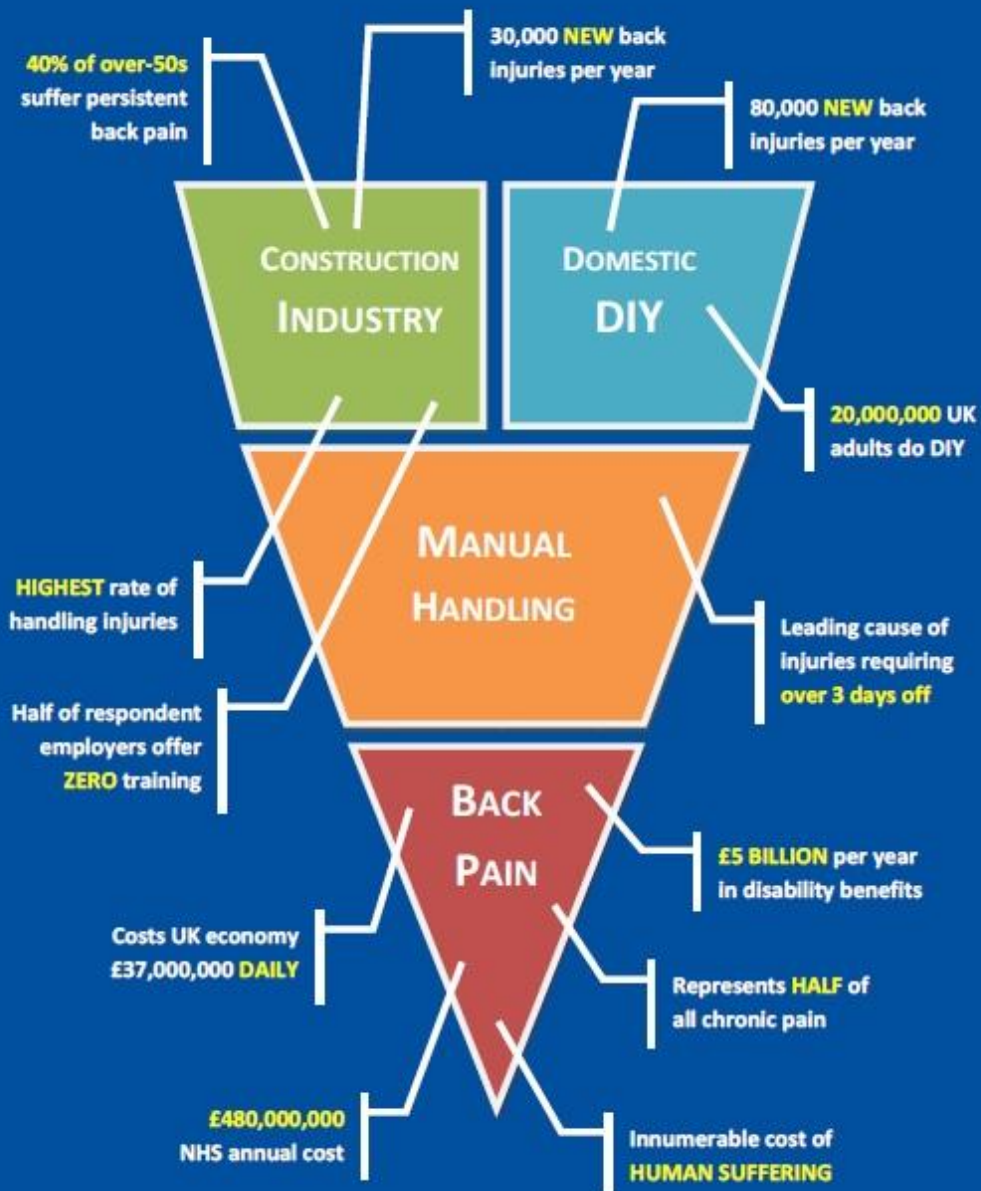 40% of over-50s
suffer persistent
back pain
30,000 NEW back
injuries per year
80,000 NEW back
injuries per year
CONSTRUCTION
INDUSTRY
DOMESTIC
DIY
20,000,000 UK
adults do DIY
MANUAL
HANDLING
HIGHEST rate of
handling injuries
Leading cause of
injuries requiring
over 3 days off
Half of respondent
employers offer
ZERO training
BACK
PAIN
£5 BILLION per year
in disability benefits
Costs UK economy
£37,000,000 DAILY
Represents HALF of
all chronic pain
£480,000,000
NHS annual cost
Innumerable cost of
HUMAN SUFFERING